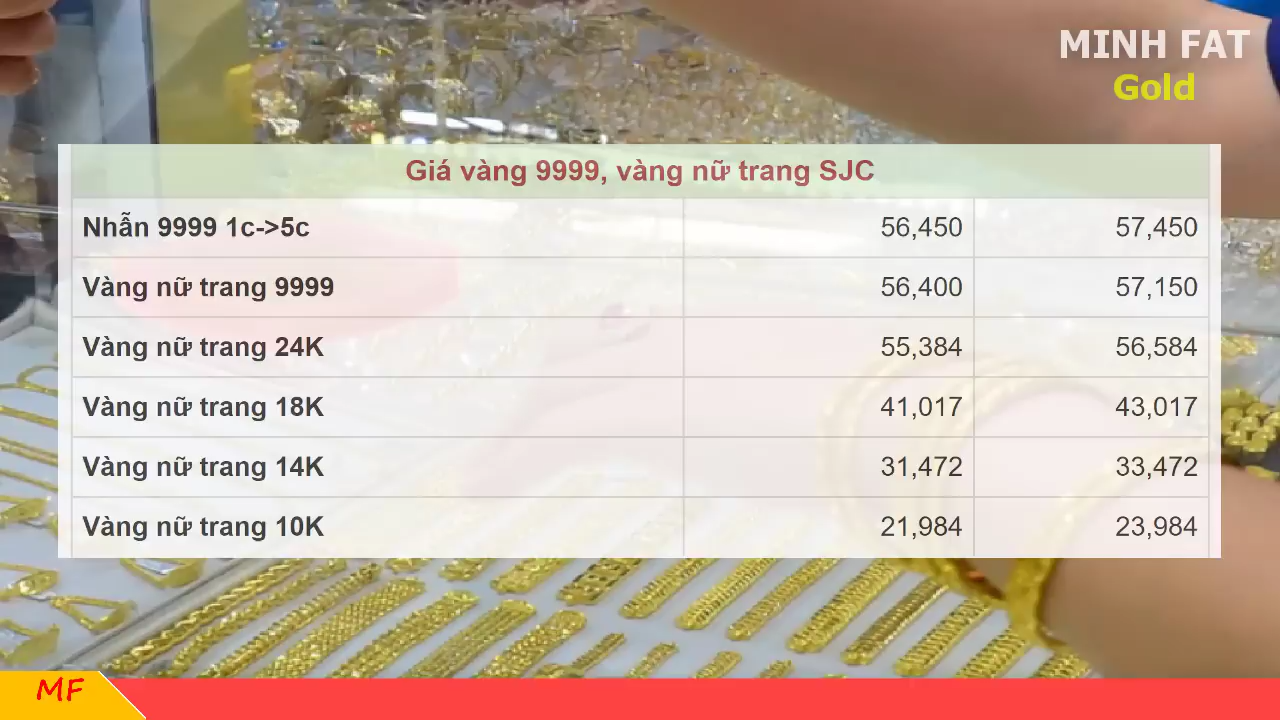 MINH FAT
Gold
Giá vàng 9999, vàng nữ trang SJC
Nhẫn 9999 1c->5c 56,450 57,450
Vàng nữ trang 9999 56,400 57,150
Vàng nữ trang 24K 55,384 56,584
Vàng nữ trang 18K 41,017 43,017
Vàng nữ trang 14K 31,472 33,472
Vàng nữ trang 10K 21,984 23,984
MF